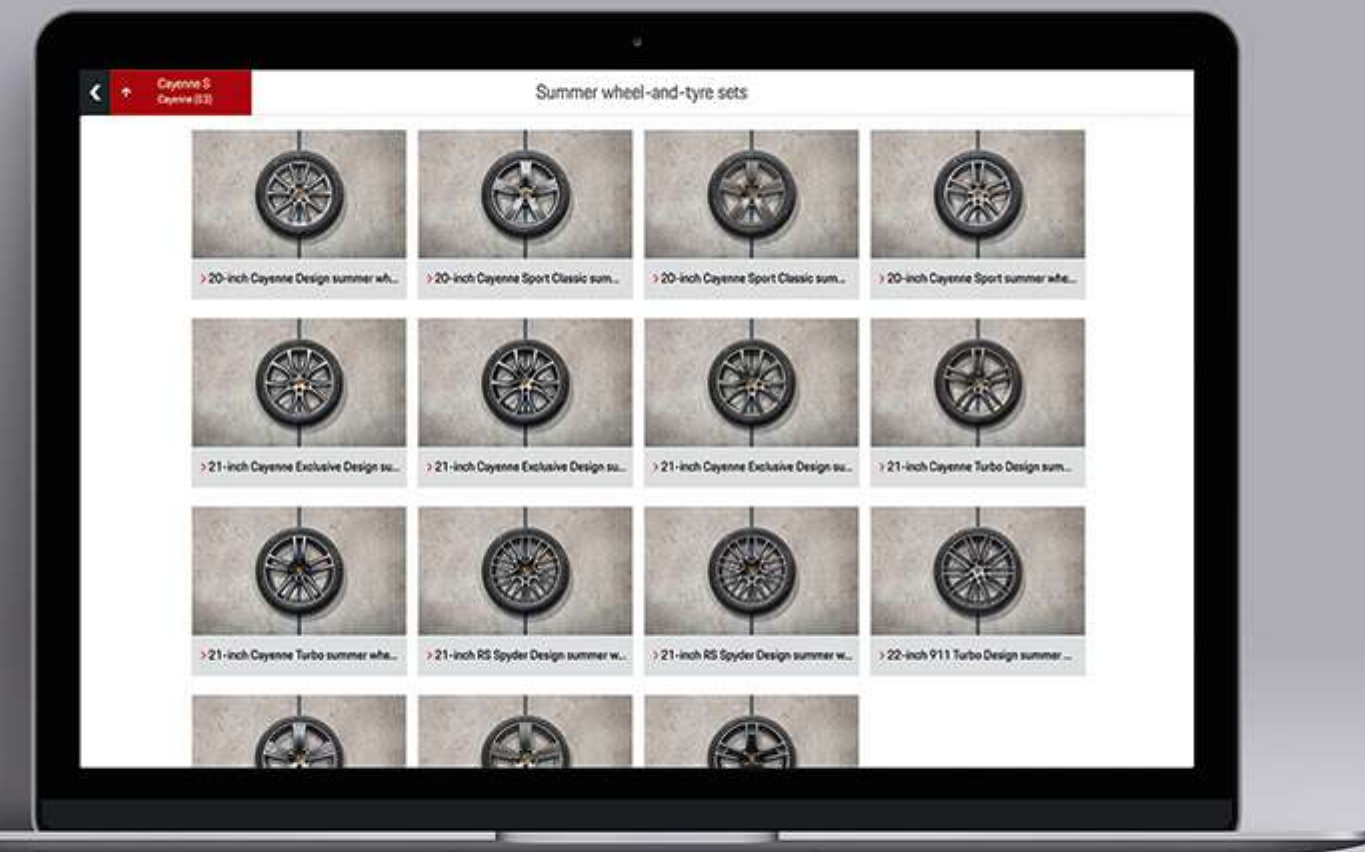 Cayenne S
Cayenne (E3)
Summer wheel-and-tyre sets
20-inch Cayenne Design summer wh...
20-inch Cayenne Sport Classic sum...
20-inch Cayenne Sport Classic sum...
20-inch Cayenne Sport summer whe...
21-inch Cayenne Exclusive Design su...
21-inch Cayenne Exclusive Design su...
21-inch Cayenne Exclusive Design su...
21-inch Cayenne Turbo Design sum...
21-inch Cayenne Turbo summer whe...
21-inch RS Spyder Design summer w...
21-inch RS Spyder Design summer w...
22-inch 911 Turbo Design summer ...